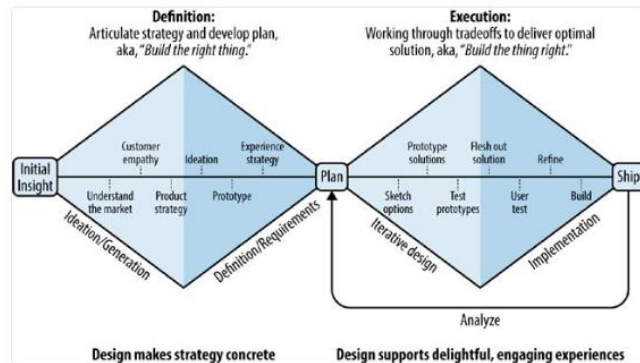 Definition:
Articulate strategy and develop plan,
aka, “Build the right thing.”
Execution:
Working through tradeoffs to deliver optimal
solution, aka, “Build the thing right.”
Initial
Insight
Customer
empathy
Ideation
Experience
strategy
Understand
the market
Product
strategy
Prototype
Ideation/Generation
Definition/Requirements
Plan
Prototype
solutions
Flesh out
solution
Refine
Sketch
options
Test
prototypes
User
test
Build
Iterative design
Implementation
Ship
Analyze
Design makes strategy concrete
Design supports delightful, engaging experiences